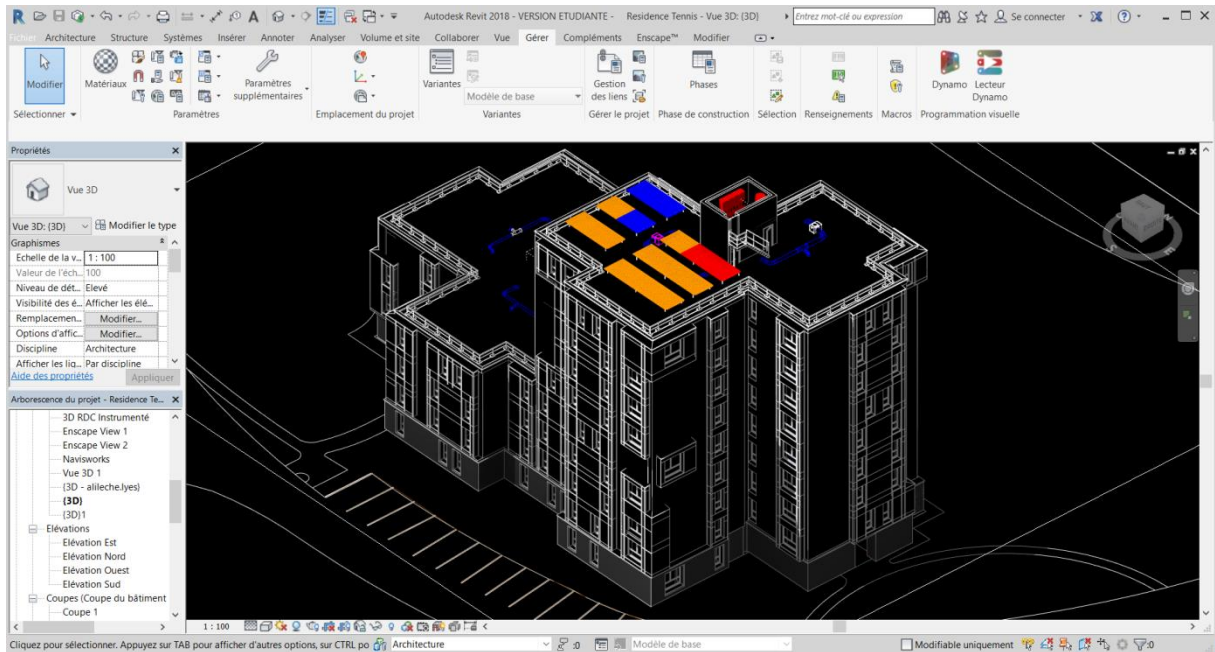 Autodesk Revit 2018 - VERSION ETUDIANTE - Residence Tennis - Vue 3D: {3D}
Entrez mot-clé ou expression
Se connecter
Fichier Architecture Structure Systèmes Insérer Annoter Analyser Volume et site Collaborer Vue Gérer Compléments Enscape™ Modifier
Modifier
Matériaux
Paramètres
supplémentaires
Variantes
Modèle de base
Gestion
des liens
Phases
Dynamo Lecteur
Dynamo
Sélectionner Paramètres Emplacement du projet Variantes Gérer le projet Phase de construction Sélection Renseignements Macros Programmation visuelle
Propriétés
Vue 3D
Vue 3D: {3D} Modifier le type
Graphismes
Echelle de la v... 1 : 100
Valeur de l'éch... 100
Niveau de dét... Elevé
Visibilité des é... Afficher les élé...
Remplacemen... Modifier...
Options d'affic... Modifier...
Discipline Architecture
Afficher les lig... Par discipline
Aide des propriétés Appliquer
Arborescence du projet - Residence Te...
3D RDC Instrumenté
Enscape View 1
Enscape View 2
Navisworks
Vue 3D 1
{3D - alileche.lyes}
{3D}
{3D}1
Elévations
Elévation Est
Elévation Nord
Elévation Ouest
Elévation Sud
Coupes (Coupe du bâtiment
Coupe 1
1 : 100
Cliquez pour sélectionner. Appuyez sur TAB pour afficher d'autres options, sur CTRL po Architecture :0 Modèle de base Modifiable uniquement :0